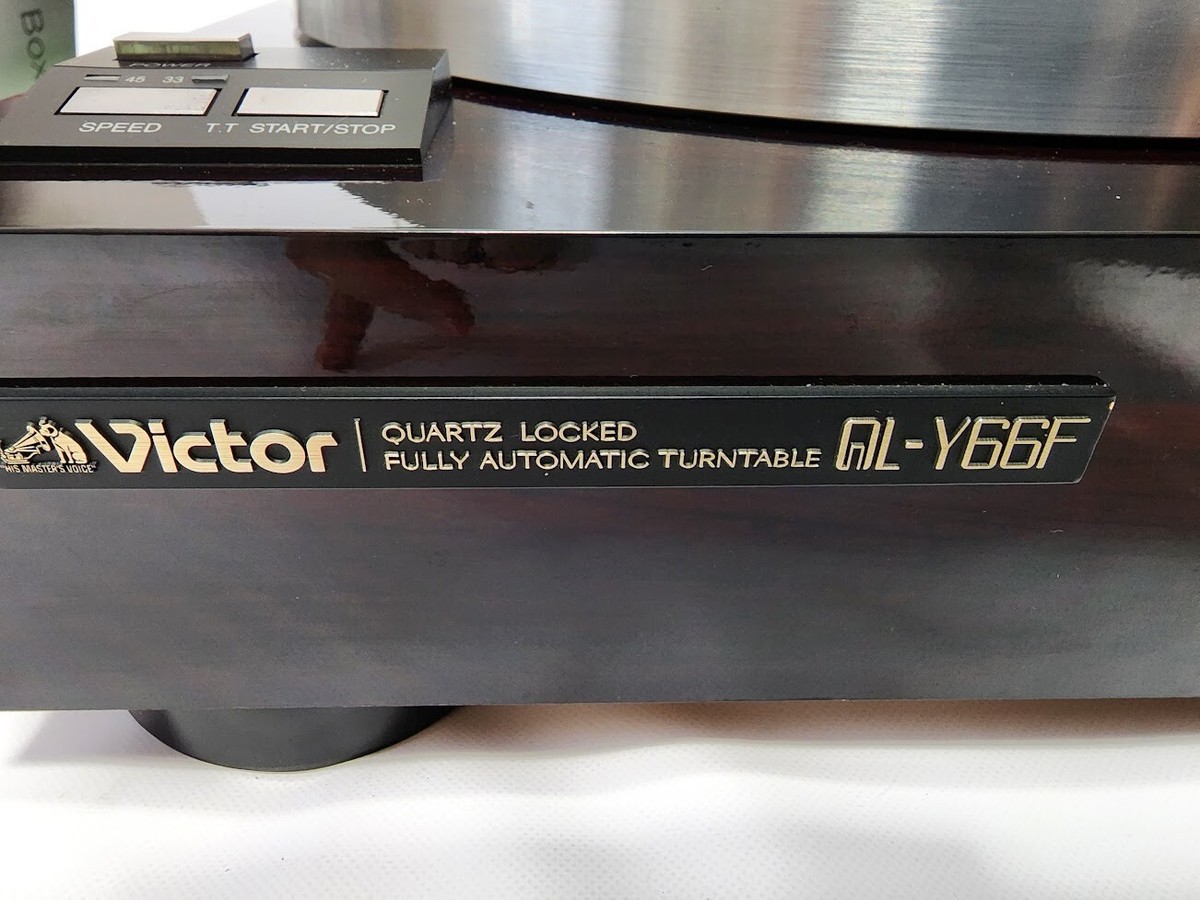 Box
POWER
45 33
SPEED T.T START/STOP
"HIS MASTER'S VOICE" Victor QUARTZ LOCKED
FULLY AUTOMATIC TURNTABLE QL-Y66F